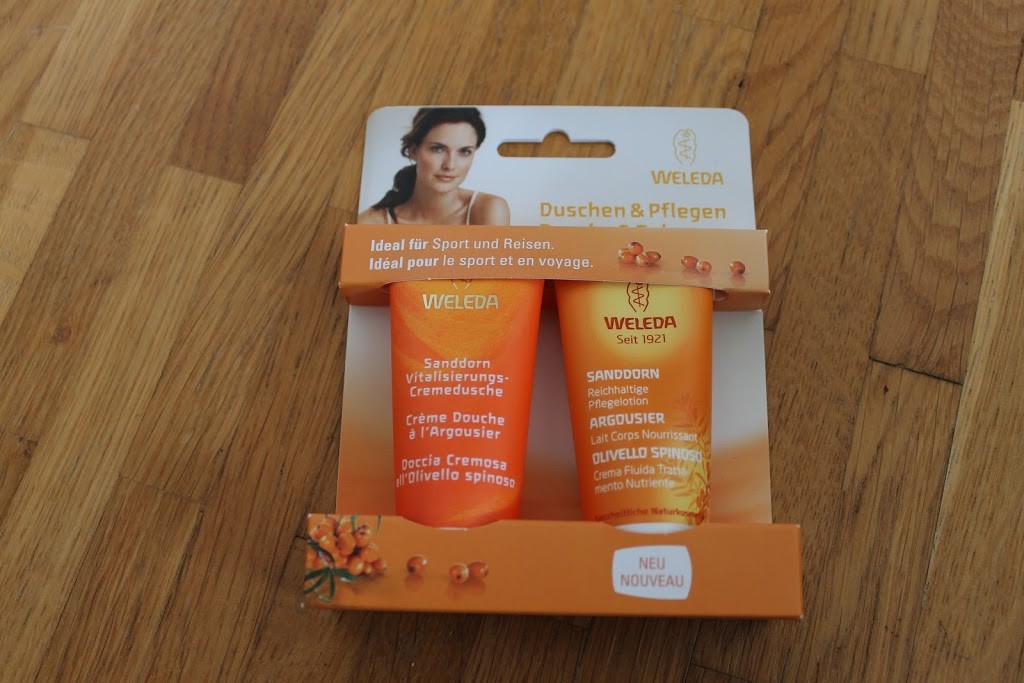 WELEDA
Duschen & Pflegen
Ideal für Sport und Reisen.
Idéal pour le sport et en voyage.
WELEDA
Sanddorn
Vitalisierungs-
Cremedusche
Crème Douche
à l'Argousier
Doccia Cremosa
all'Olivello spinoso
WELEDA
Seit 1921
SANDDORN
Reichhaltige
Pflegelotion
ARGOUSIER
Lait Corps Nourrissant
OLIVELLO SPINOSO
Crema Fluida Tratta
mento Nutriente
NEU
NOUVEAU